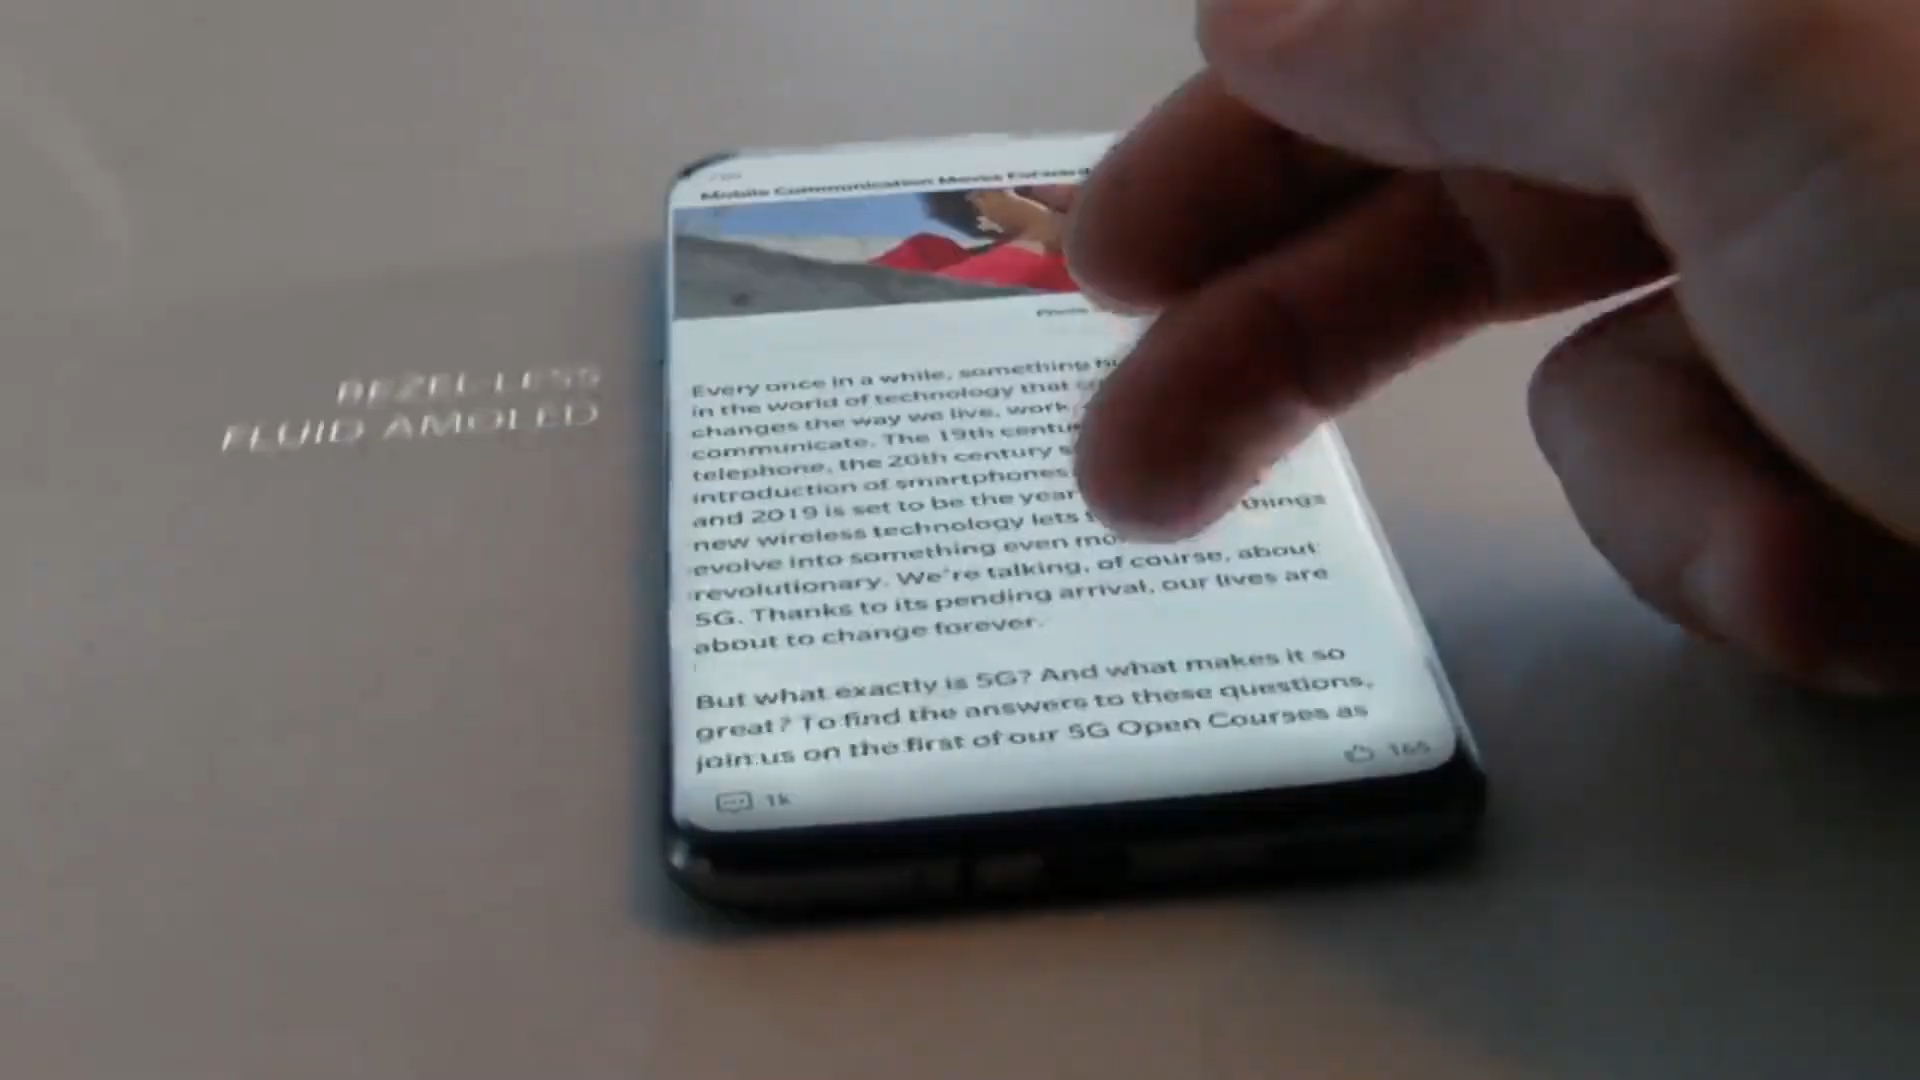 Mobile Communication Moves Forward
BEZEL-LESS
FLUID AMOLED
Every once in a while, something
in the world of technology that
changes the way we live, work
communicate. The 19th
telephone, the 20th century
introduction of smartphones
and 2019 is set to be the year
new wireless technology lets things
evolve into something even
revolutionary. We're talking, of course, about
5G. Thanks to its pending arrival, our lives are
about to change forever.
But what exactly is 5G? And what makes it so
great? To find the answers to these questions,
join us on the first of our 5G Open Courses as
1k
165